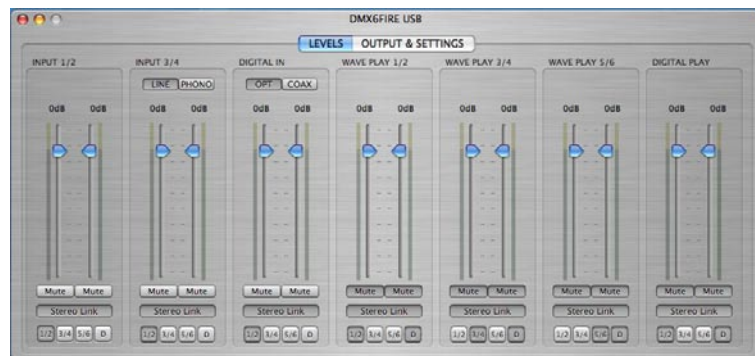 DMX6FIRE USB
LEVELS OUTPUT & SETTINGS
INPUT 1/2 INPUT 3/4 DIGITAL IN WAVE PLAY 1/2 WAVE PLAY 3/4 WAVE PLAY 5/6 DIGITAL PLAY
LINE PHONO OPT COAX
0dB 0dB 0dB 0dB 0dB 0dB 0dB 0dB 0dB 0dB 0dB 0dB 0dB 0dB
Mute Mute Mute Mute Mute Mute Mute Mute Mute Mute Mute Mute Mute Mute
Stereo Link Stereo Link Stereo Link Stereo Link Stereo Link Stereo Link Stereo Link
1/2 3/4 5/6 D 1/2 3/4 5/6 D 1/2 3/4 5/6 D 1/2 3/4 5/6 D 1/2 3/4 5/6 D 1/2 3/4 5/6 D 1/2 3/4 5/6 D